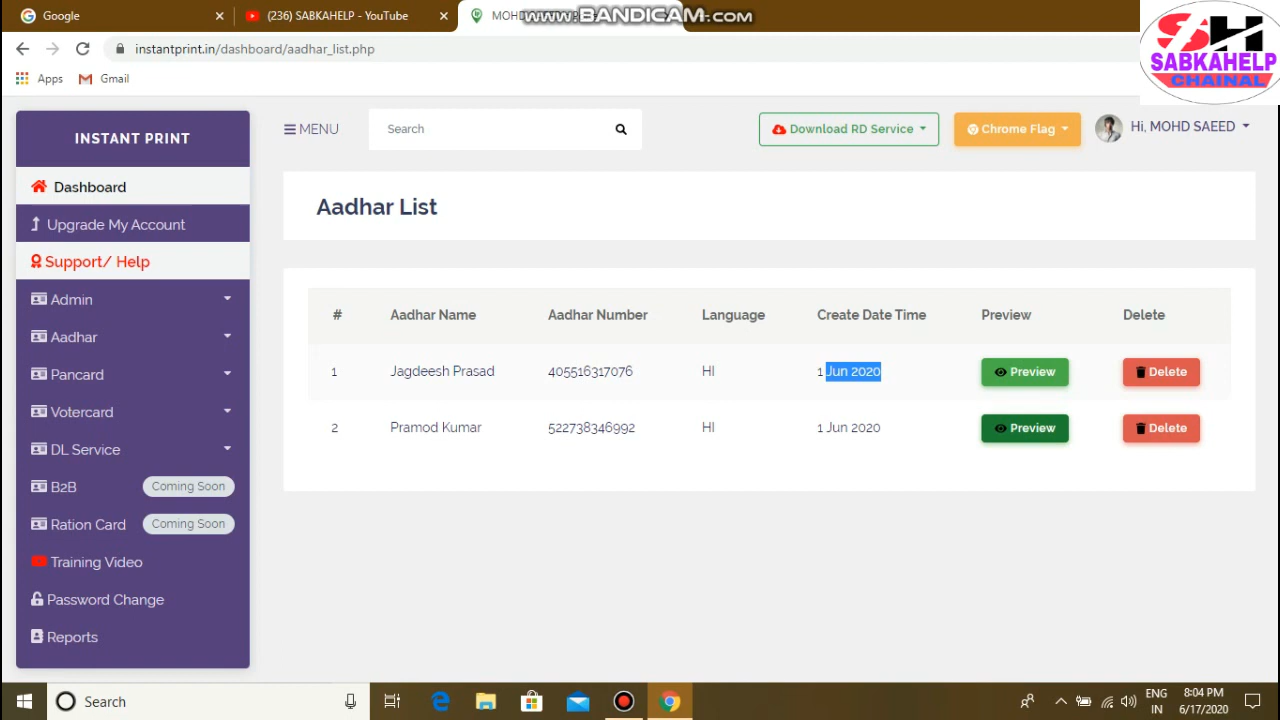 Google
(236) SABKAHELP - YouTube
MOHD
WWW.BANDICAM.COM
instantprint.in/dashboard/aadhar_list.php
SH
SABKAHELP
CHAINAL
Apps
Gmail
INSTANT PRINT
MENU
Search
Download RD Service
Chrome Flag
Hi, MOHD SAEED
Dashboard
Upgrade My Account
Support/ Help
Admin
Aadhar
Pancard
Votercard
DL Service
B2B Coming Soon
Ration Card Coming Soon
Training Video
Password Change
Reports
Aadhar List
# Aadhar Name Aadhar Number Language Create Date Time Preview Delete
1 Jagdeesh Prasad 405516317076 HI 1 Jun 2020 Preview Delete
2 Pramod Kumar 522738346992 HI 1 Jun 2020 Preview Delete
Search
ENG
IN
8:04 PM
6/17/2020